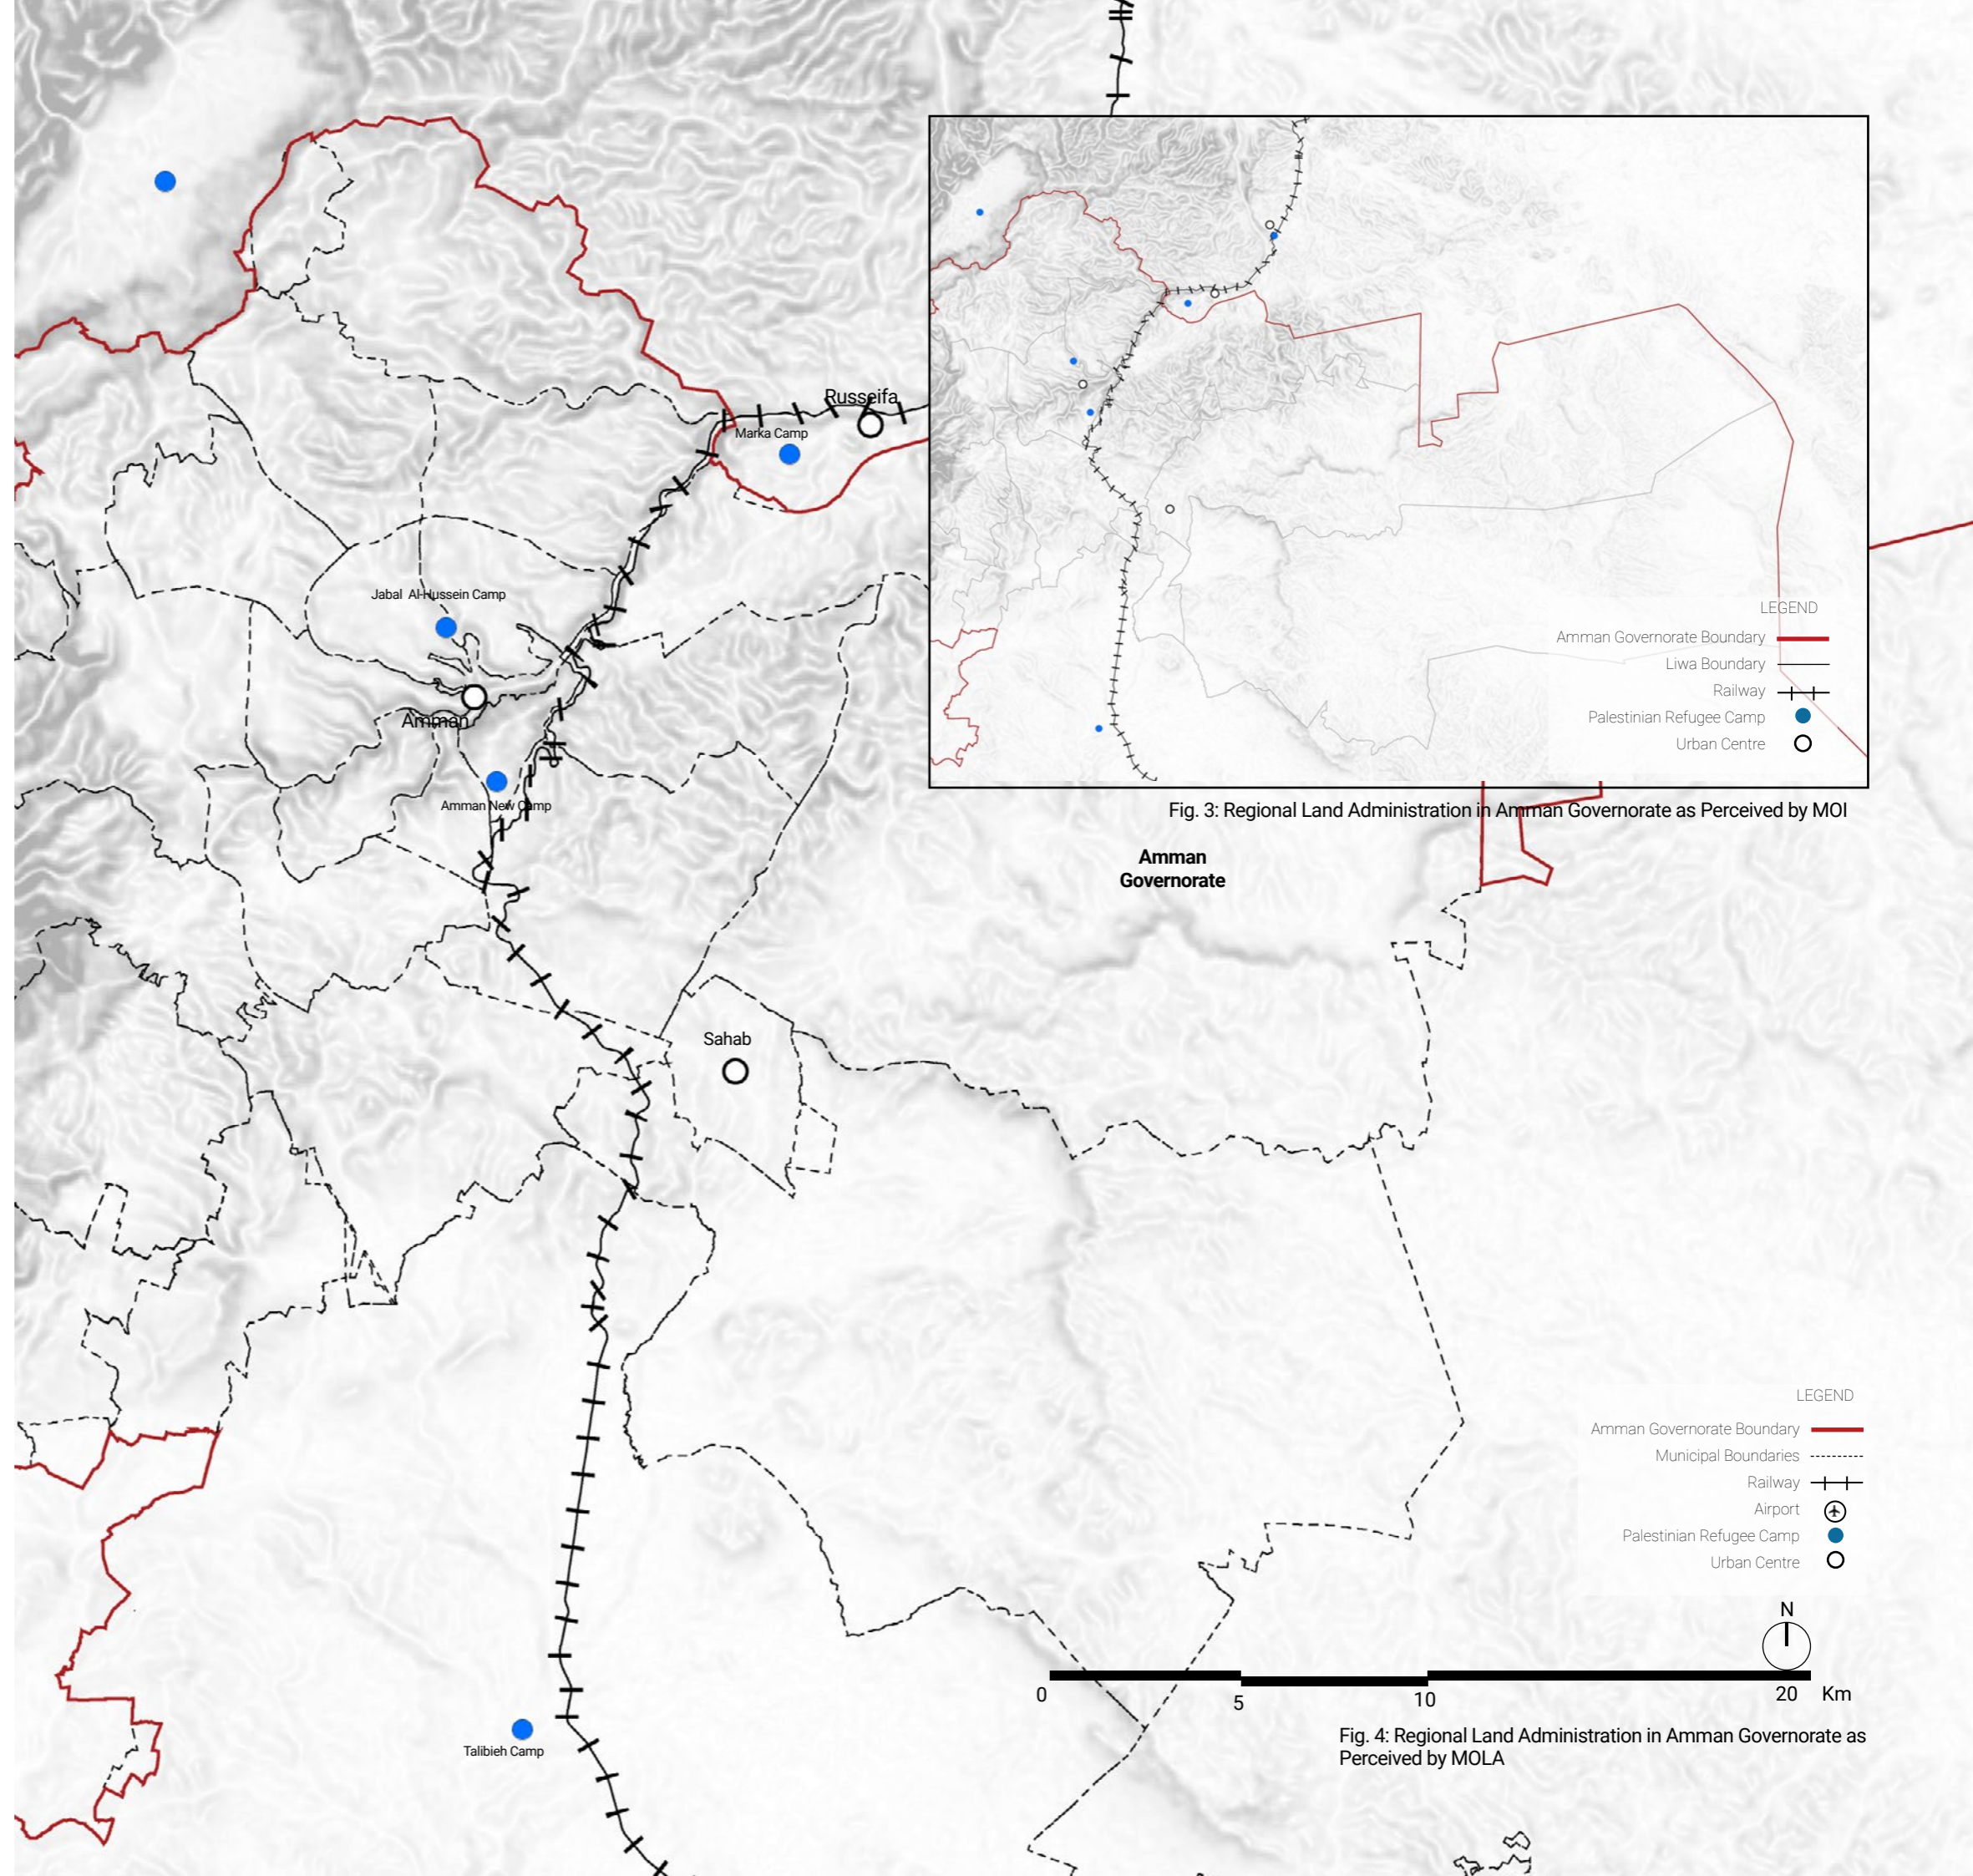 Russeifa
Marka Camp
Jabal Al-Hussein Camp
Amman
Amman New Camp
Sahab
Talibieh Camp
LEGEND
Amman Governorate Boundary
Liwa Boundary
Railway
Palestinian Refugee Camp
Urban Centre
Fig. 3: Regional Land Administration in Amman Governorate as Perceived by MOI
Amman
Governorate
LEGEND
Amman Governorate Boundary
Municipal Boundaries
Railway
Airport
Palestinian Refugee Camp
Urban Centre
N
0 5 10 20 Km
Fig. 4: Regional Land Administration in Amman Governorate as
Perceived by MOLA